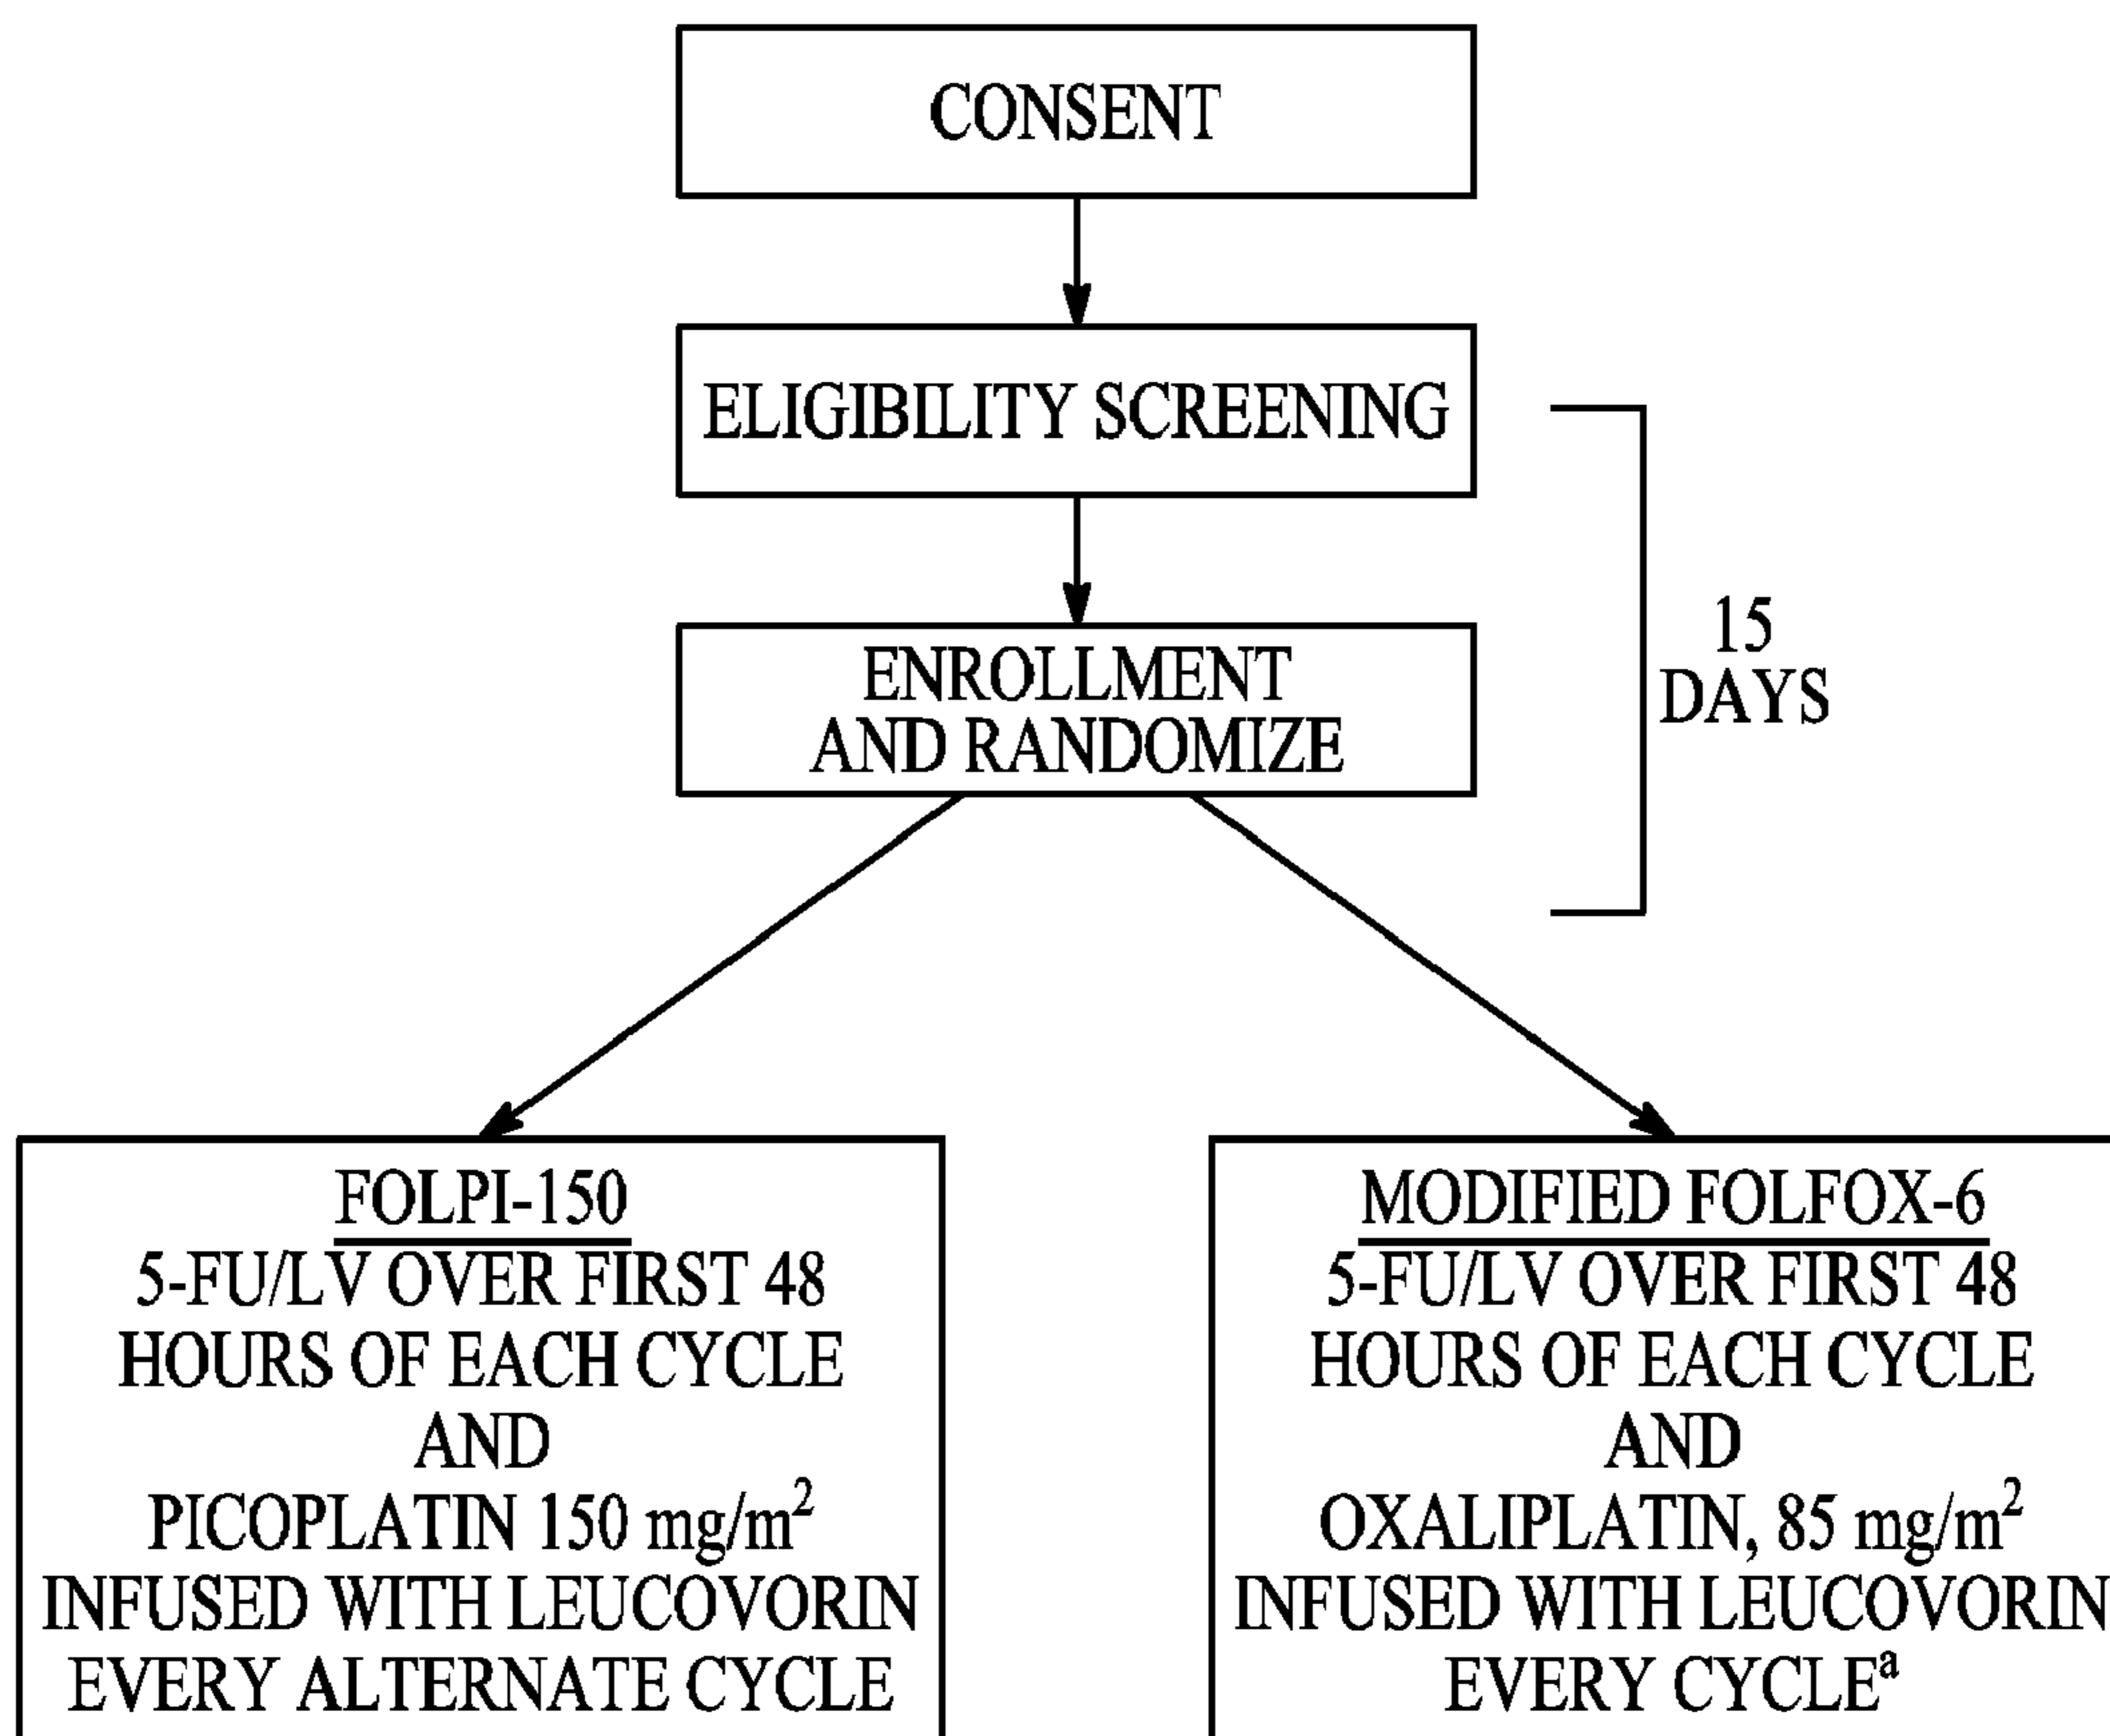 CONSENT
ELIGIBILITY SCREENING
ENROLLMENT
AND RANDOMIZE
15
DAYS
FOLPI-150
5-FU/LV OVER FIRST 48
HOURS OF EACH CYCLE
AND
PICOPLATIN 150 mg/m²
INFUSED WITH LEUCOVORIN
EVERY ALTERNATE CYCLE
MODIFIED FOLFOX-6
5-FU/LV OVER FIRST 48
HOURS OF EACH CYCLE
AND
OXALIPLATIN, 85 mg/m²
INFUSED WITH LEUCOVORIN
EVERY CYCLEᵃ